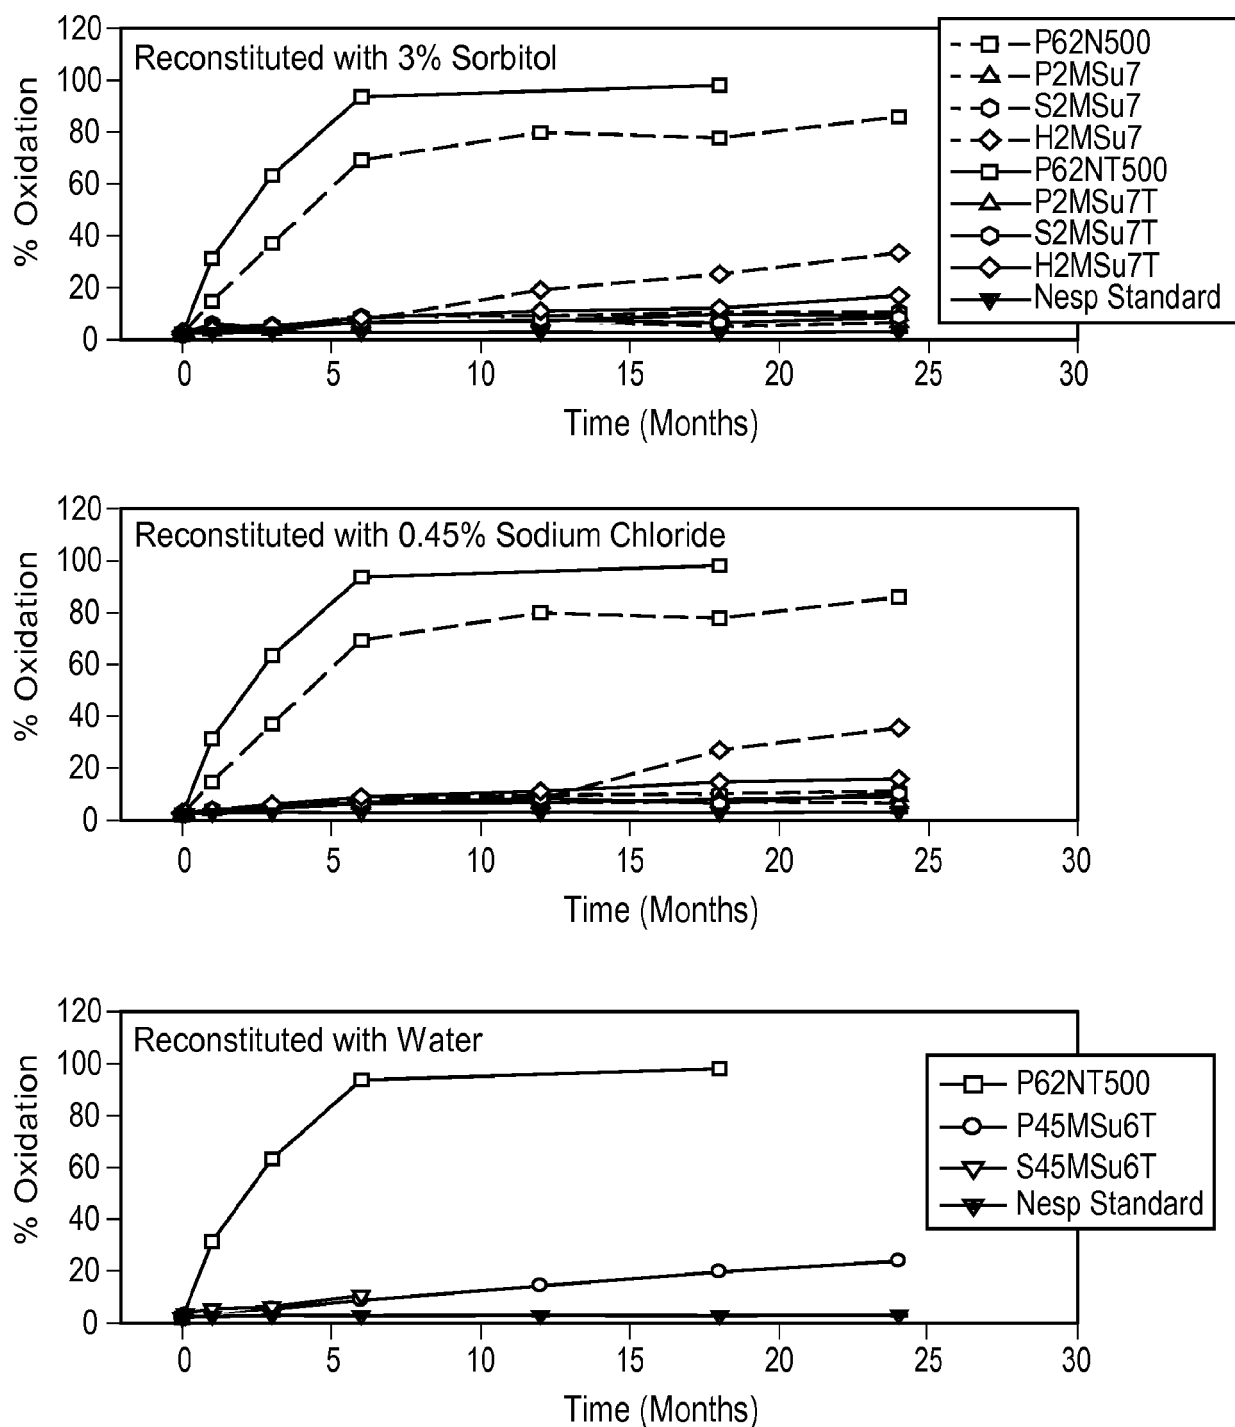 Reconstituted with 3% Sorbitol
% Oxidation
120
100
80
60
40
20
0
0 5 10 15 20 25 30
Time (Months)
P62N500
P2MSu7
S2MSu7
H2MSu7
P62NT500
P2MSu7T
S2MSu7T
H2MSu7T
Nesp Standard
Reconstituted with 0.45% Sodium Chloride
% Oxidation
120
100
80
60
40
20
0
0 5 10 15 20 25 30
Time (Months)
Reconstituted with Water
% Oxidation
120
100
80
60
40
20
0
0 5 10 15 20 25 30
Time (Months)
P62NT500
P45MSu6T
S45MSu6T
Nesp Standard